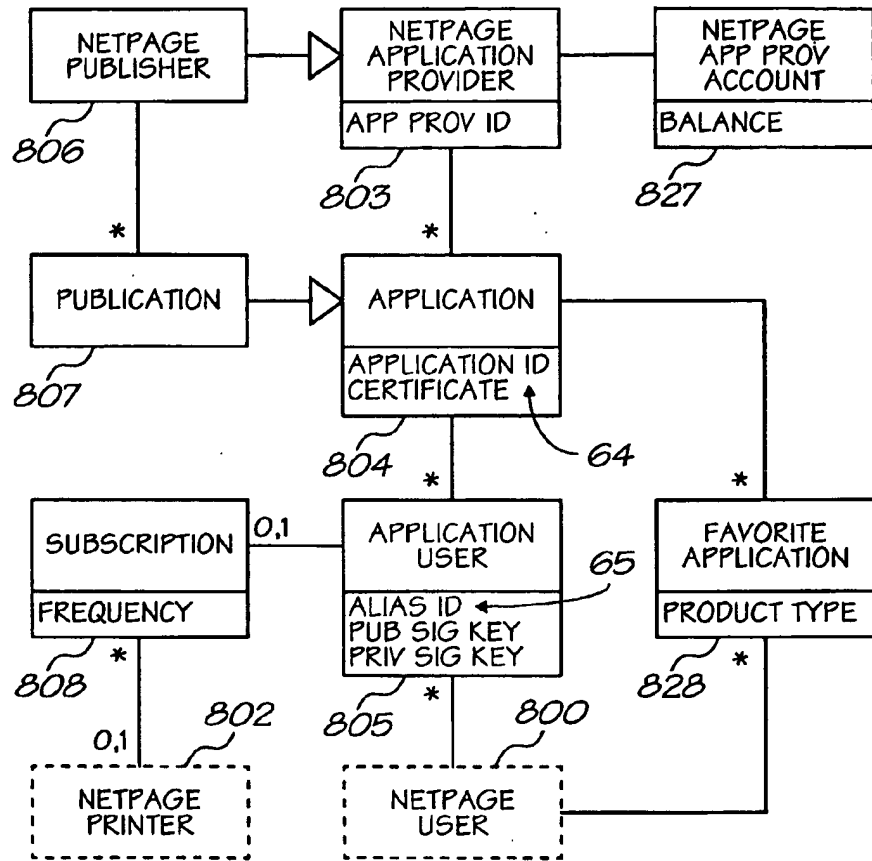 NETPAGE
PUBLISHER
806
NETPAGE
APPLICATION
PROVIDER
APP PROV ID
803
NETPAGE
APP PROV
ACCOUNT
BALANCE
827
*
*
PUBLICATION
807
APPLICATION
APPLICATION ID
CERTIFICATE
804
64
*
*
SUBSCRIPTION
FREQUENCY
808
0,1
APPLICATION
USER
ALIAS ID
PUB SIG KEY
PRIV SIG KEY
805
65
FAVORITE
APPLICATION
PRODUCT TYPE
828
*
*
*
0,1
802
NETPAGE
PRINTER
800
NETPAGE
USER